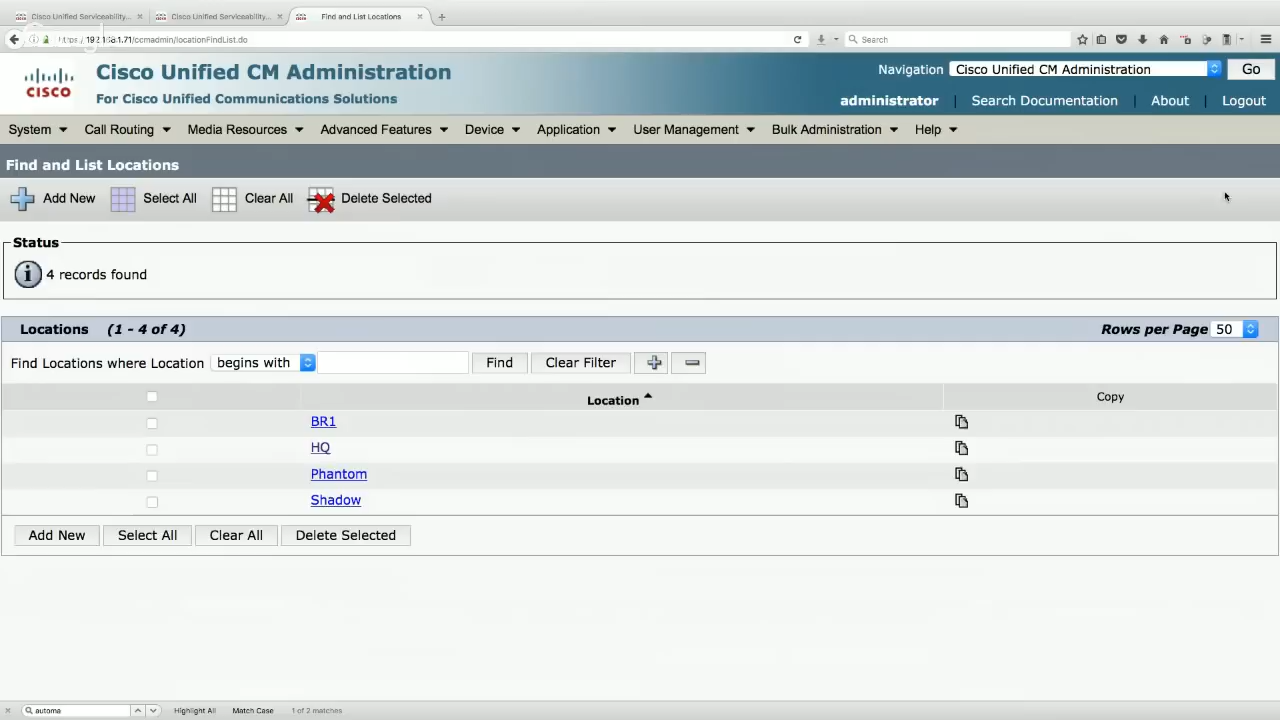 Cisco Unified Serviceability... × Cisco Unified Serviceability... × Find and List Locations × +
/ccmadmin/locationFindList.do Search
CISCO Cisco Unified CM Administration
For Cisco Unified Communications Solutions
Navigation Cisco Unified CM Administration Go
administrator | Search Documentation | About | Logout
System Call Routing Media Resources Advanced Features Device Application User Management Bulk Administration Help
Find and List Locations
Add New Select All Clear All Delete Selected
Status
4 records found
Locations (1 - 4 of 4) Rows per Page 50
Find Locations where Location begins with Find Clear Filter
Location Copy
BR1
HQ
Phantom
Shadow
Add New Select All Clear All Delete Selected
automa Highlight All Match Case 1 of 2 matches